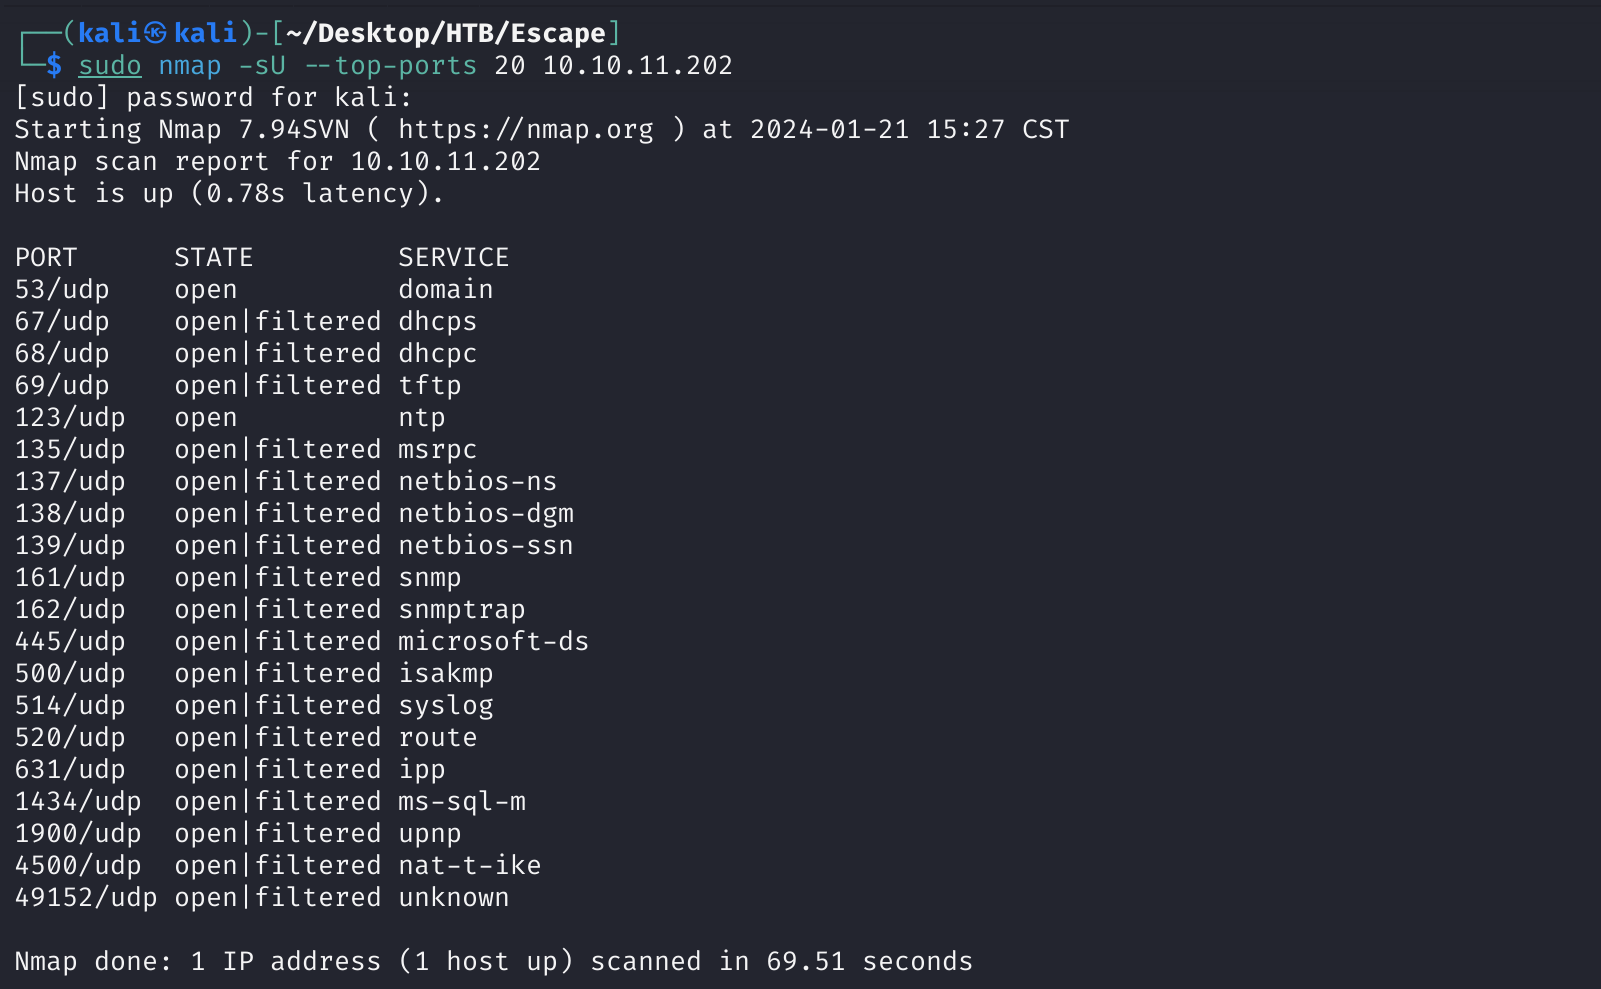 ┌──(kali㉿kali)-[~/Desktop/HTB/Escape]
└─$ sudo nmap -sU --top-ports 20 10.10.11.202
[sudo] password for kali:
Starting Nmap 7.94SVN ( https://nmap.org ) at 2024-01-21 15:27 CST
Nmap scan report for 10.10.11.202
Host is up (0.78s latency).

PORT      STATE         SERVICE
53/udp    open          domain
67/udp    open|filtered dhcps
68/udp    open|filtered dhcpc
69/udp    open|filtered tftp
123/udp   open          ntp
135/udp   open|filtered msrpc
137/udp   open|filtered netbios-ns
138/udp   open|filtered netbios-dgm
139/udp   open|filtered netbios-ssn
161/udp   open|filtered snmp
162/udp   open|filtered snmptrap
445/udp   open|filtered microsoft-ds
500/udp   open|filtered isakmp
514/udp   open|filtered syslog
520/udp   open|filtered route
631/udp   open|filtered ipp
1434/udp  open|filtered ms-sql-m
1900/udp  open|filtered upnp
4500/udp  open|filtered nat-t-ike
49152/udp open|filtered unknown

Nmap done: 1 IP address (1 host up) scanned in 69.51 seconds